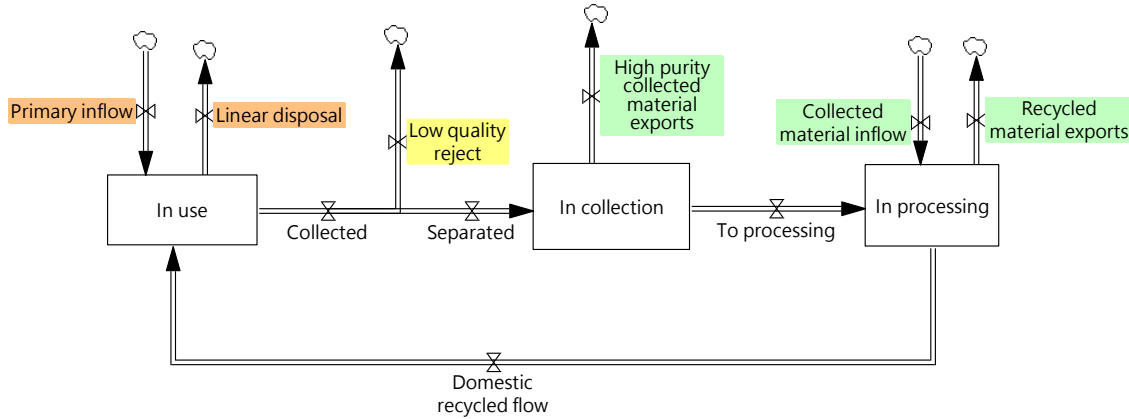 Primary inflow
Linear disposal
Low quality
reject
High purity
collected
material
exports
Collected
material inflow
Recycled
material exports
In use
Collected
Separated
In collection
To processing
In processing
Domestic
recycled flow